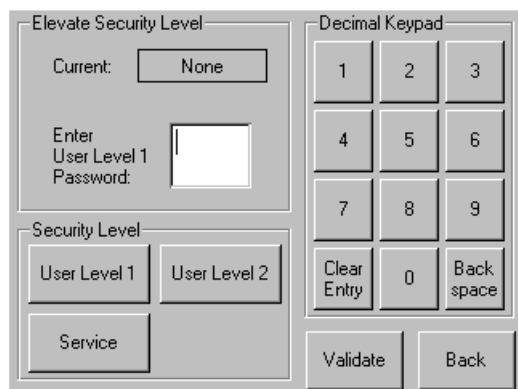 Elevate Security Level
Current: None
Enter
User Level 1
Password:
Security Level
User Level 1 User Level 2
Service
Decimal Keypad
1 2 3
4 5 6
7 8 9
Clear
Entry
0
Back
space
Validate Back